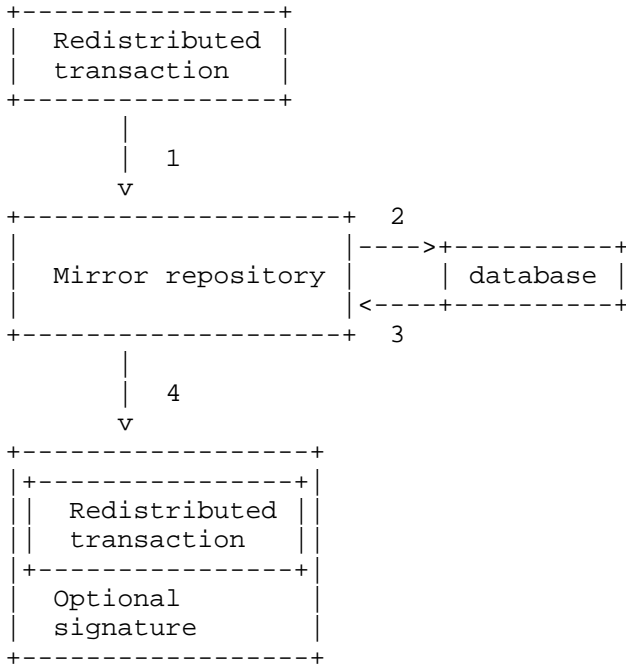 Redistributed
transaction
1
2
Mirror repository
database
3
4
Redistributed
transaction
Optional
signature